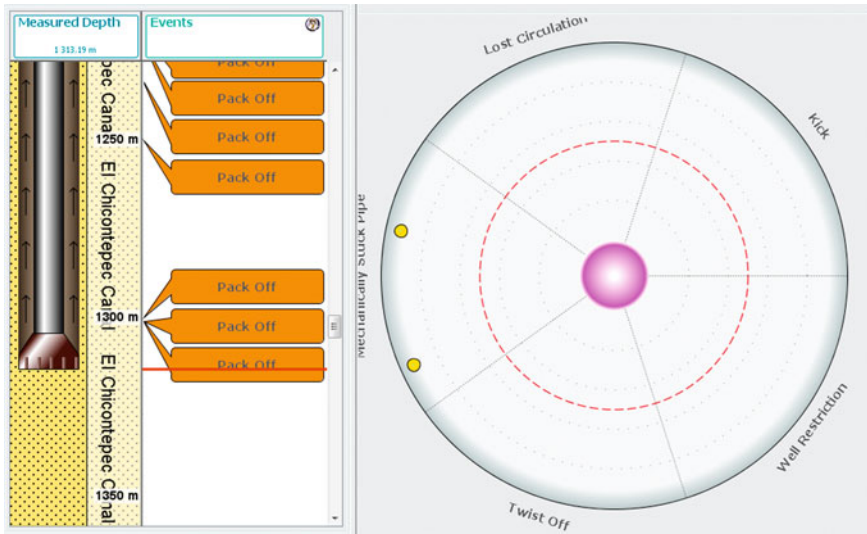 Measured Depth
1 313.19 m
Events
Pack Off
Pack Off
Pack Off
Pack Off
pec Canal
1250 m
El Chicontepec Canal
Pack Off
1300 m
Pack Off
Pack Off
El Chicontepec Canal
1350 m
Lost Circulation
Kick
Mechanically Stuck Pipe
Well Restriction
Twist Off